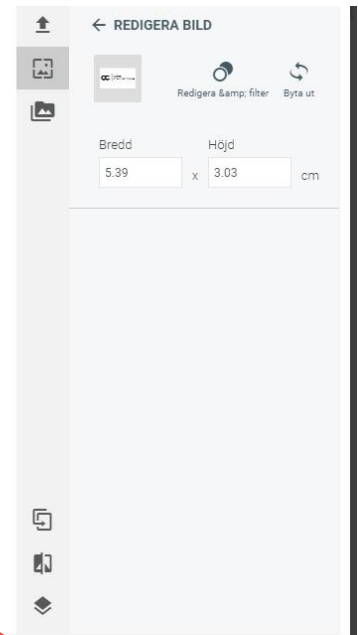 REDIGERA BILD
Redigera &amp; filter
Byta ut
Bredd
Höjd
5.39
x
3.03
cm